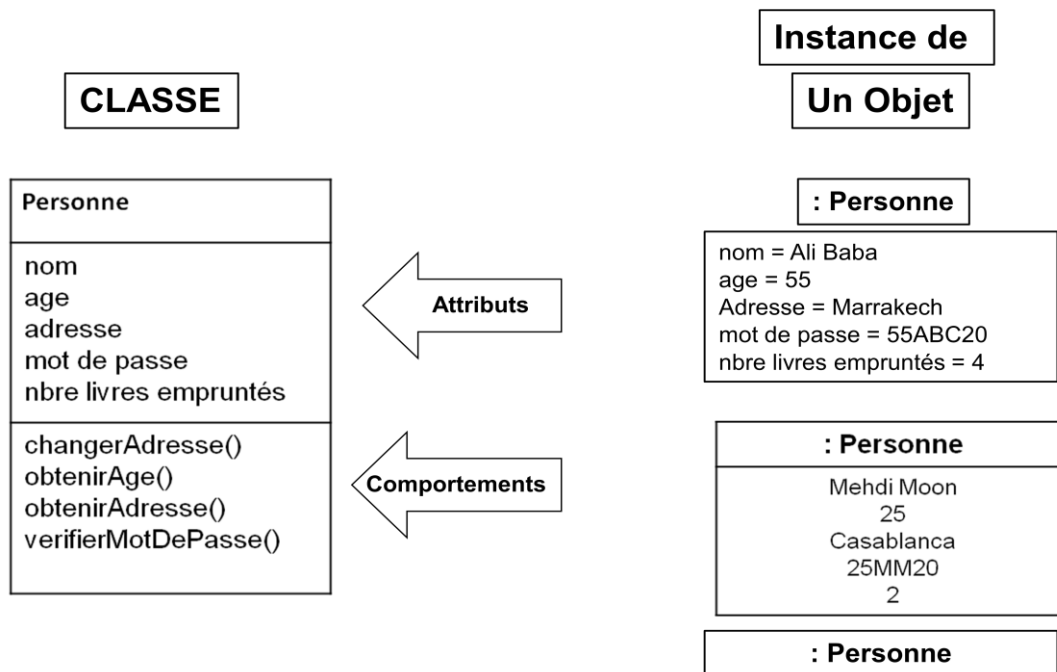 CLASSE
Personne
nom
age
adresse
mot de passe
nbre livres empruntés
changerAdresse()
obtenirAge()
obtenirAdresse()
verifierMotDePasse()
Attributs
Comportements
Instance de
Un Objet
: Personne
nom = Ali Baba
age = 55
Adresse = Marrakech
mot de passe = 55ABC20
nbre livres empruntés = 4
: Personne
Mehdi Moon
25
Casablanca
25MM20
2
: Personne